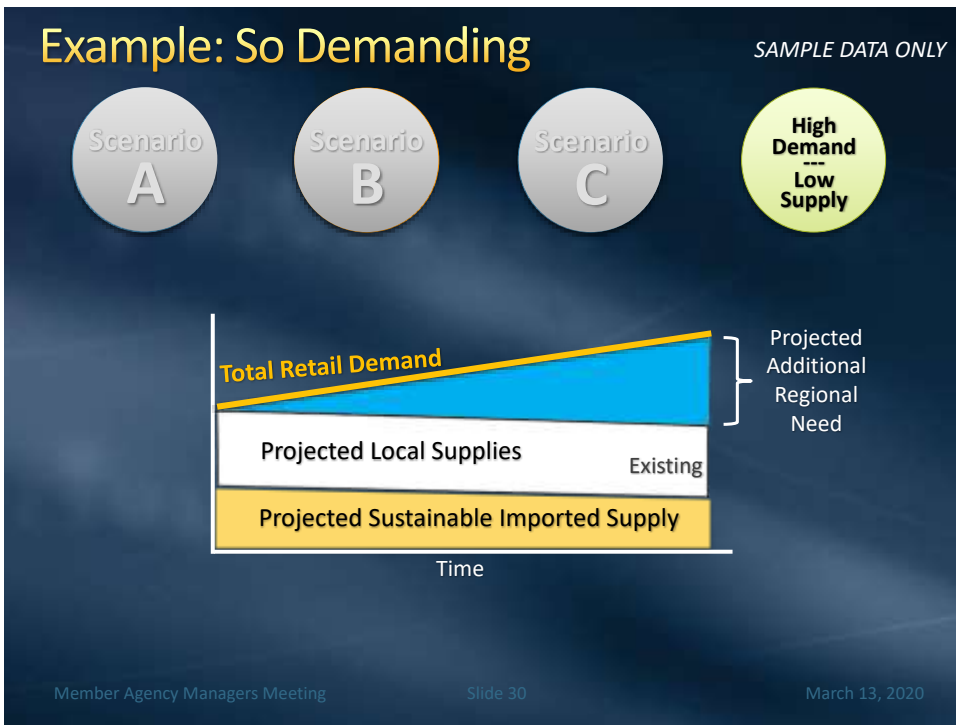 Example: So Demanding
SAMPLE DATA ONLY
Scenario
A
Scenario
B
Scenario
C
High
Demand
---
Low
Supply
Total Retail Demand
Projected
Additional
Regional
Need
Projected Local Supplies
Existing
Projected Sustainable Imported Supply
Time
Member Agency Managers Meeting
Slide 30
March 13, 2020